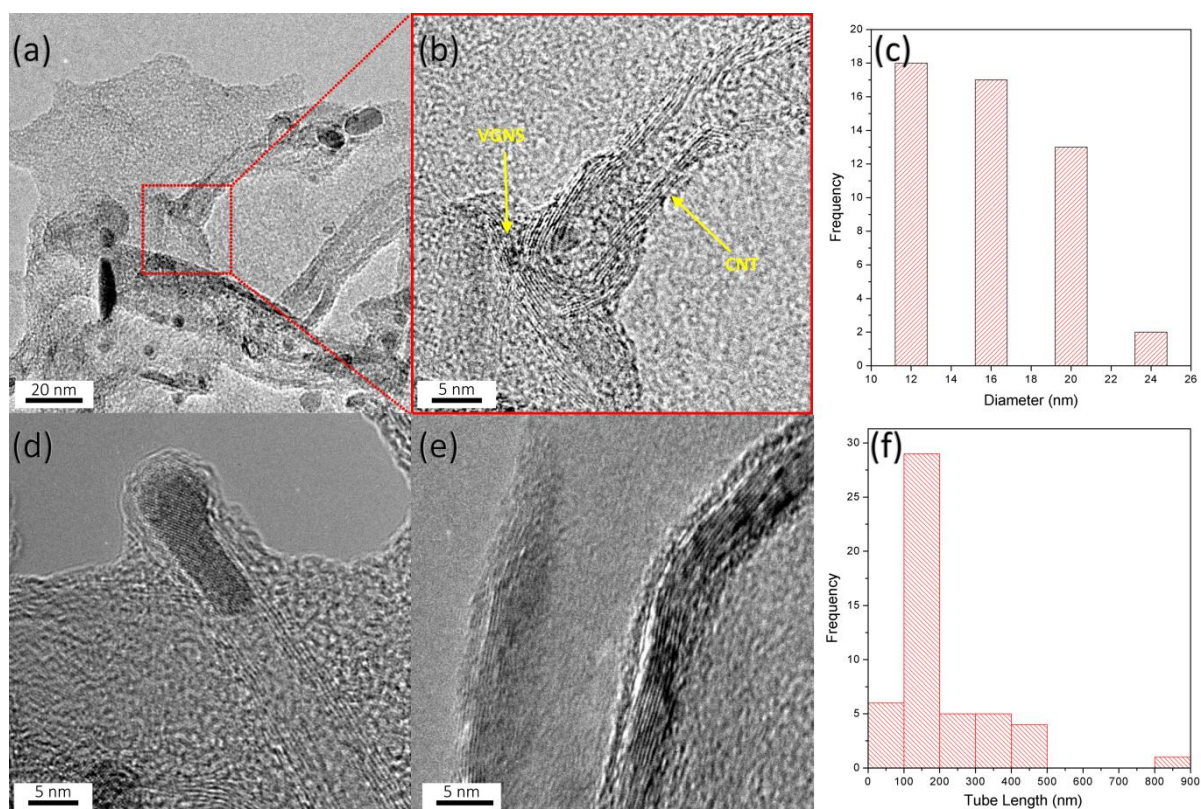 (a)
20 nm
(b)
VGNS
CNT
5 nm
(c)
20
18
16
14
12
10
8
6
4
2
0
Frequency
10 12 14 16 18 20 22 24 26
Diameter (nm)
(d)
5 nm
(e)
5 nm
(f)
30
25
20
15
10
5
0
Frequency
0 100 200 300 400 500 600 700 800 900
Tube Length (nm)